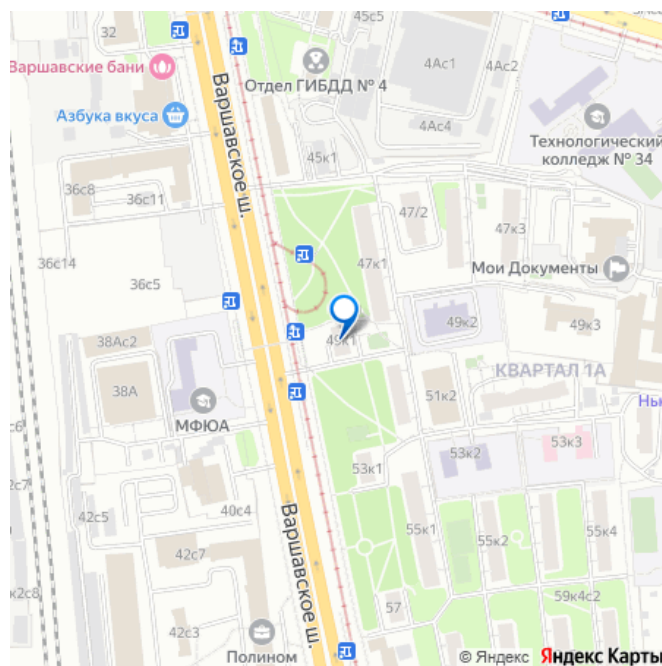 32
45с5
Варшавские бани
Отдел ГИБДД № 4
4Ас1
4Ас2
Азбука вкуса
4Ас4
Технологический
колледж № 34
Варшавское ш.
45к1
36с8
36с11
47/2
47к3
36с14
47к1
Мои Документы
36с5
49к2
49к3
38Ас2
49к1
КВАРТАЛ 1А
38А
51к2
МФЮА
53к2
53к3
53к1
42с5
40с4
Варшавское ш.
55к1
55к2
55к4
42с7
59к4с2
57
42с3
Полином
© Яндекс Яндекс Карты